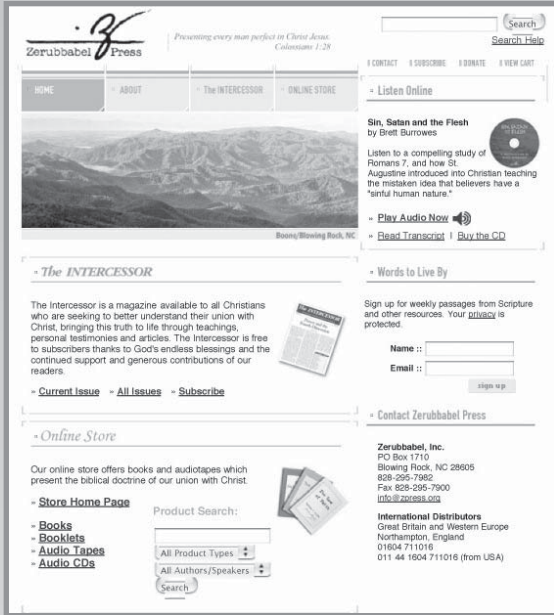 Zerubbabel Press
Presenting every man perfect in Christ Jesus.
Colossians 1:28
Search
Search Help
CONTACT SUBSCRIBE DONATE VIEW CART
HOME
ABOUT
The INTERCESSOR
ONLINE STORE
Boone/Blowing Rock, NC
Listen Online
Sin, Satan and the Flesh
by Brett Burrowes
Listen to a compelling study of
Romans 7, and how St.
Augustine introduced into Christian teaching
the mistaken idea that believers have a
"sinful human nature."
» Play Audio Now
» Read Transcript | Buy the CD
The INTERCESSOR
The Intercessor is a magazine available to all Christians
who are seeking to better understand their union with
Christ, bringing this truth to life through teachings,
personal testimonies and articles. The Intercessor is free
to subscribers thanks to God's endless blessings and the
continued support and generous contributions of our
readers.
» Current Issue » All Issues » Subscribe
Words to Live By
Sign up for weekly passages from Scripture
and other resources. Your privacy is
protected.
Name ::
Email ::
sign up
Online Store
Our online store offers books and audiotapes which
present the biblical doctrine of our union with Christ.
» Store Home Page
» Books
» Booklets
» Audio Tapes
» Audio CDs
Product Search:
All Product Types
All Authors/Speakers
Search
Contact Zerubbabel Press
Zerubbabel, Inc.
PO Box 1710
Blowing Rock, NC 28605
828-295-7982
Fax 828-295-7900
info@zpress.org
International Distributors
Great Britain and Western Europe
Northampton, England
01604 711016
011 44 1604 711016 (from USA)